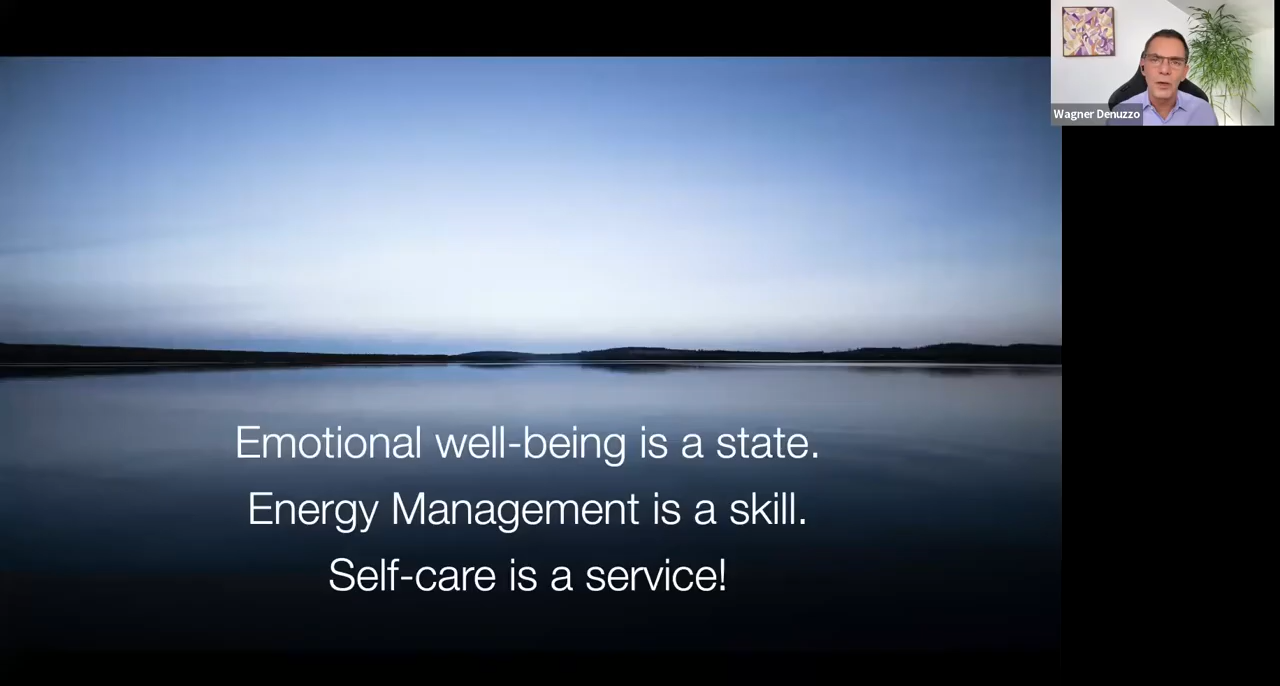 Wagner Denuzzo
Emotional well-being is a state.
Energy Management is a skill.
Self-care is a service!